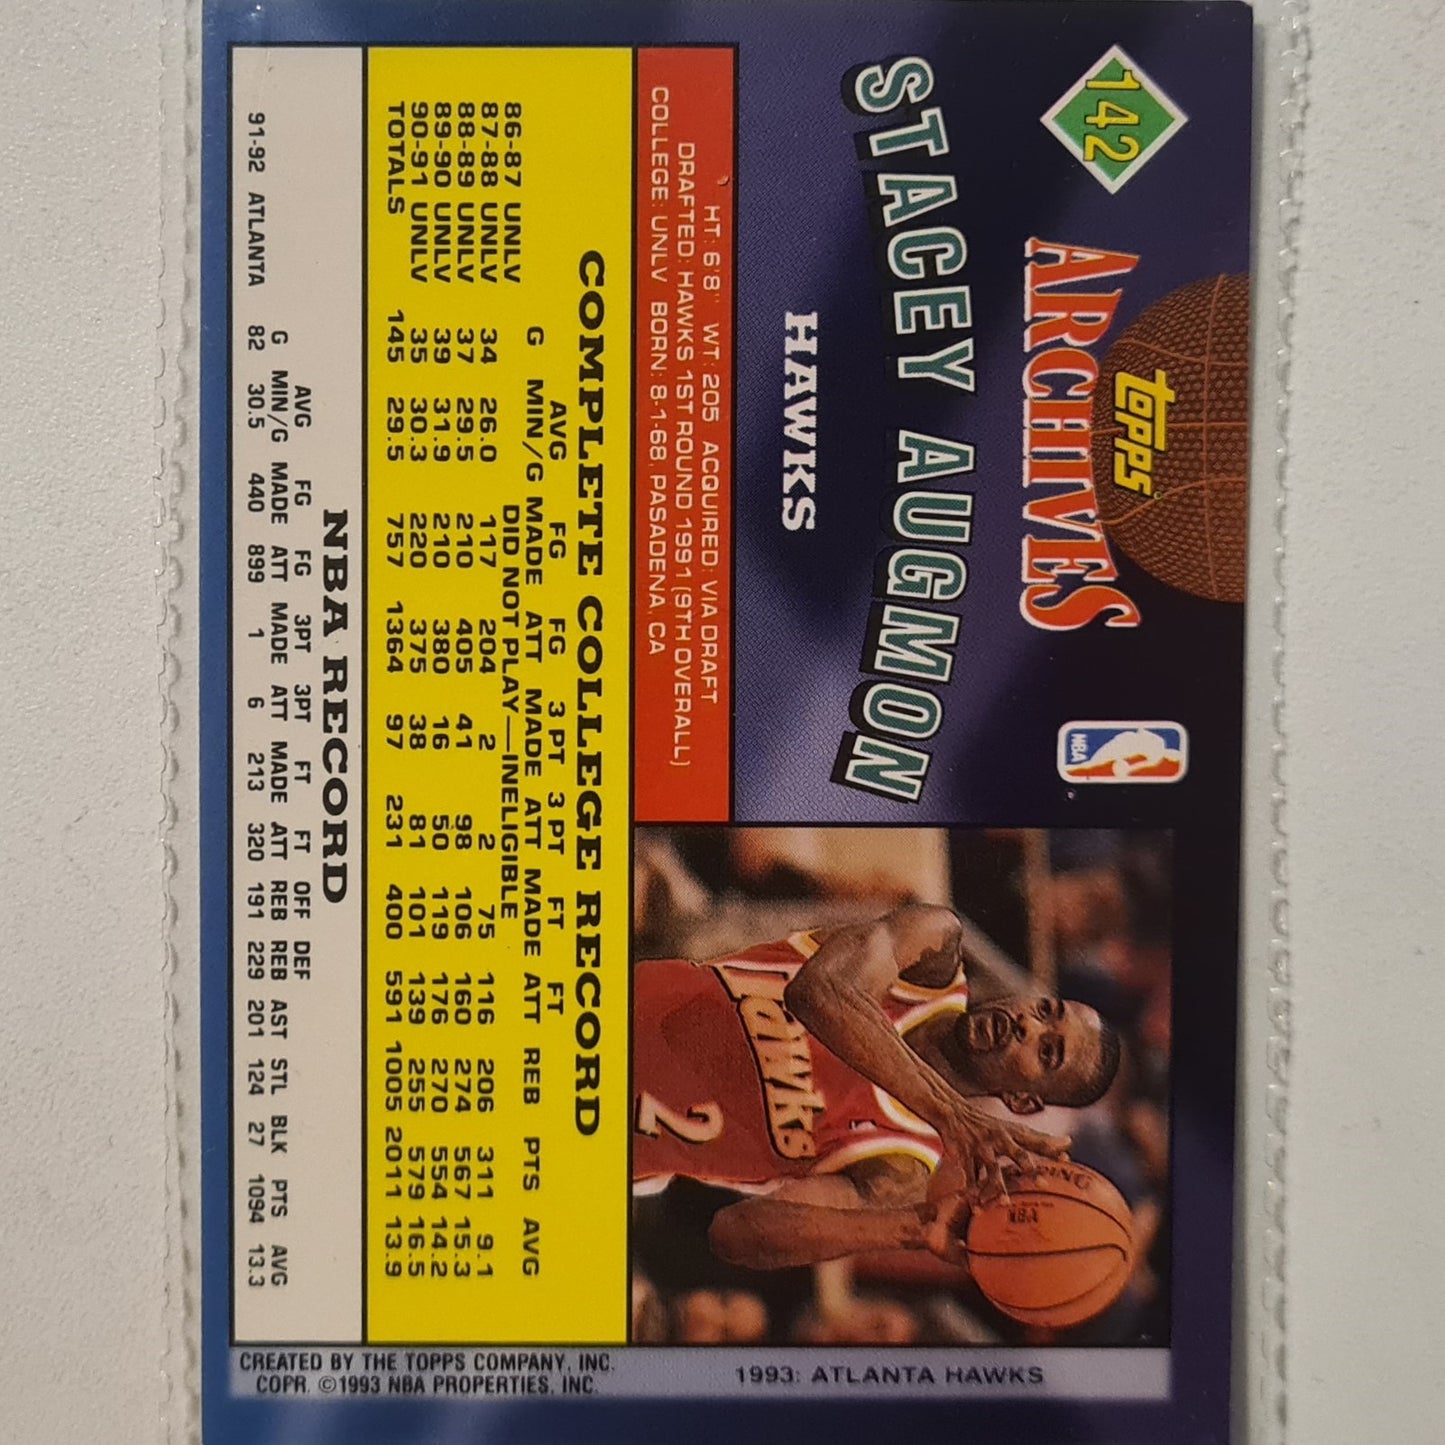 142
topps
ARCHIVES
NBA
STACEY AUGMON
HAWKS
HT: 6'8" WT: 205 ACQUIRED: VIA DRAFT
DRAFTED: HAWKS 1ST ROUND 1991 (9TH OVERALL)
COLLEGE: UNLV BORN: 8-1-68, PASADENA, CA
Hawks
2
SPALDING
NBA
1993: ATLANTA HAWKS
COMPLETE COLLEGE RECORD
AVG FG FG 3 PT 3 PT FT FT
G MIN/G MADE ATT MADE ATT MADE ATT REB PTS AVG
86-87 UNLV DID NOT PLAY—INELIGIBLE
87-88 UNLV 34 26.0 117 204 2 2 75 116 206 311 9.1
88-89 UNLV 37 29.5 210 405 41 98 106 160 274 567 15.3
89-90 UNLV 39 31.9 210 380 16 50 119 176 270 554 14.2
90-91 UNLV 35 30.3 220 375 38 81 101 139 255 579 16.5
TOTALS 145 29.5 757 1364 97 231 400 591 1005 2011 13.9
NBA RECORD
AVG FG FG 3PT 3PT FT FT OFF DEF
G MIN/G MADE ATT MADE ATT MADE ATT REB REB AST STL BLK PTS AVG
91-92 ATLANTA 82 30.5 440 899 1 6 213 320 191 229 201 124 27 1094 13.3
CREATED BY THE TOPPS COMPANY, INC.
COPR. ©1993 NBA PROPERTIES, INC.